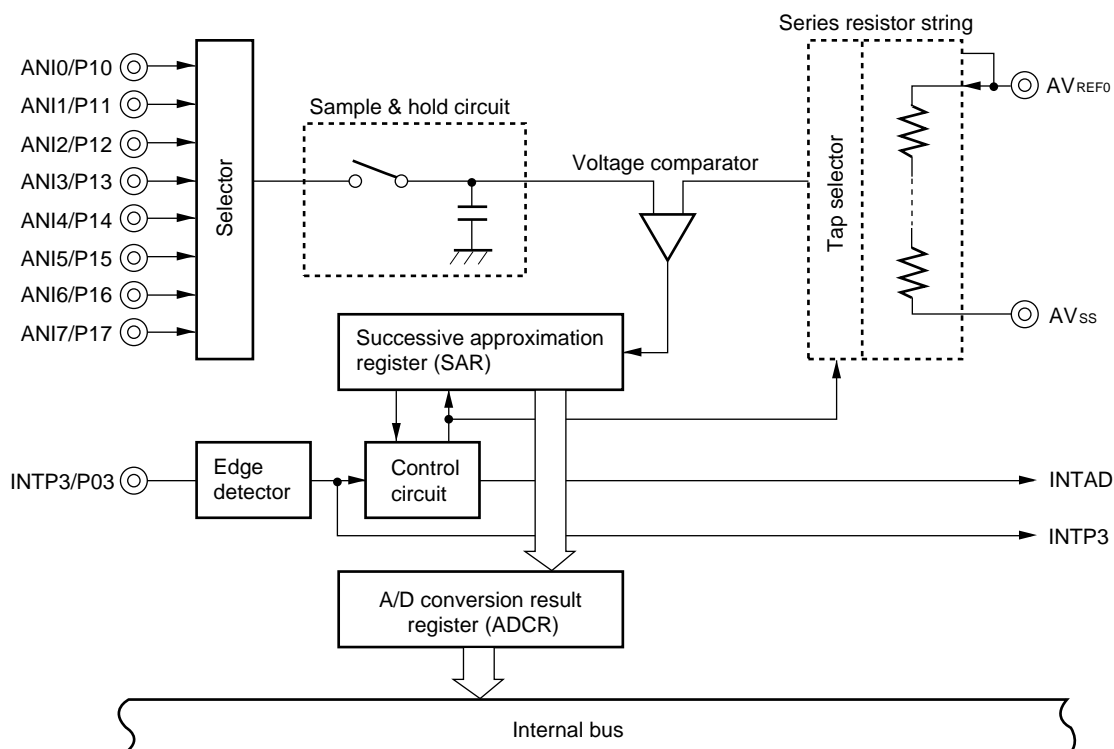 Series resistor string
ANI0/P10
ANI1/P11
ANI2/P12
ANI3/P13
ANI4/P14
ANI5/P15
ANI6/P16
ANI7/P17
Selector
Sample & hold circuit
Voltage comparator
Tap selector
AVREF0
AVSS
Successive approximation
register (SAR)
INTP3/P03
Edge
detector
Control
circuit
INTAD
INTP3
A/D conversion result
register (ADCR)
Internal bus